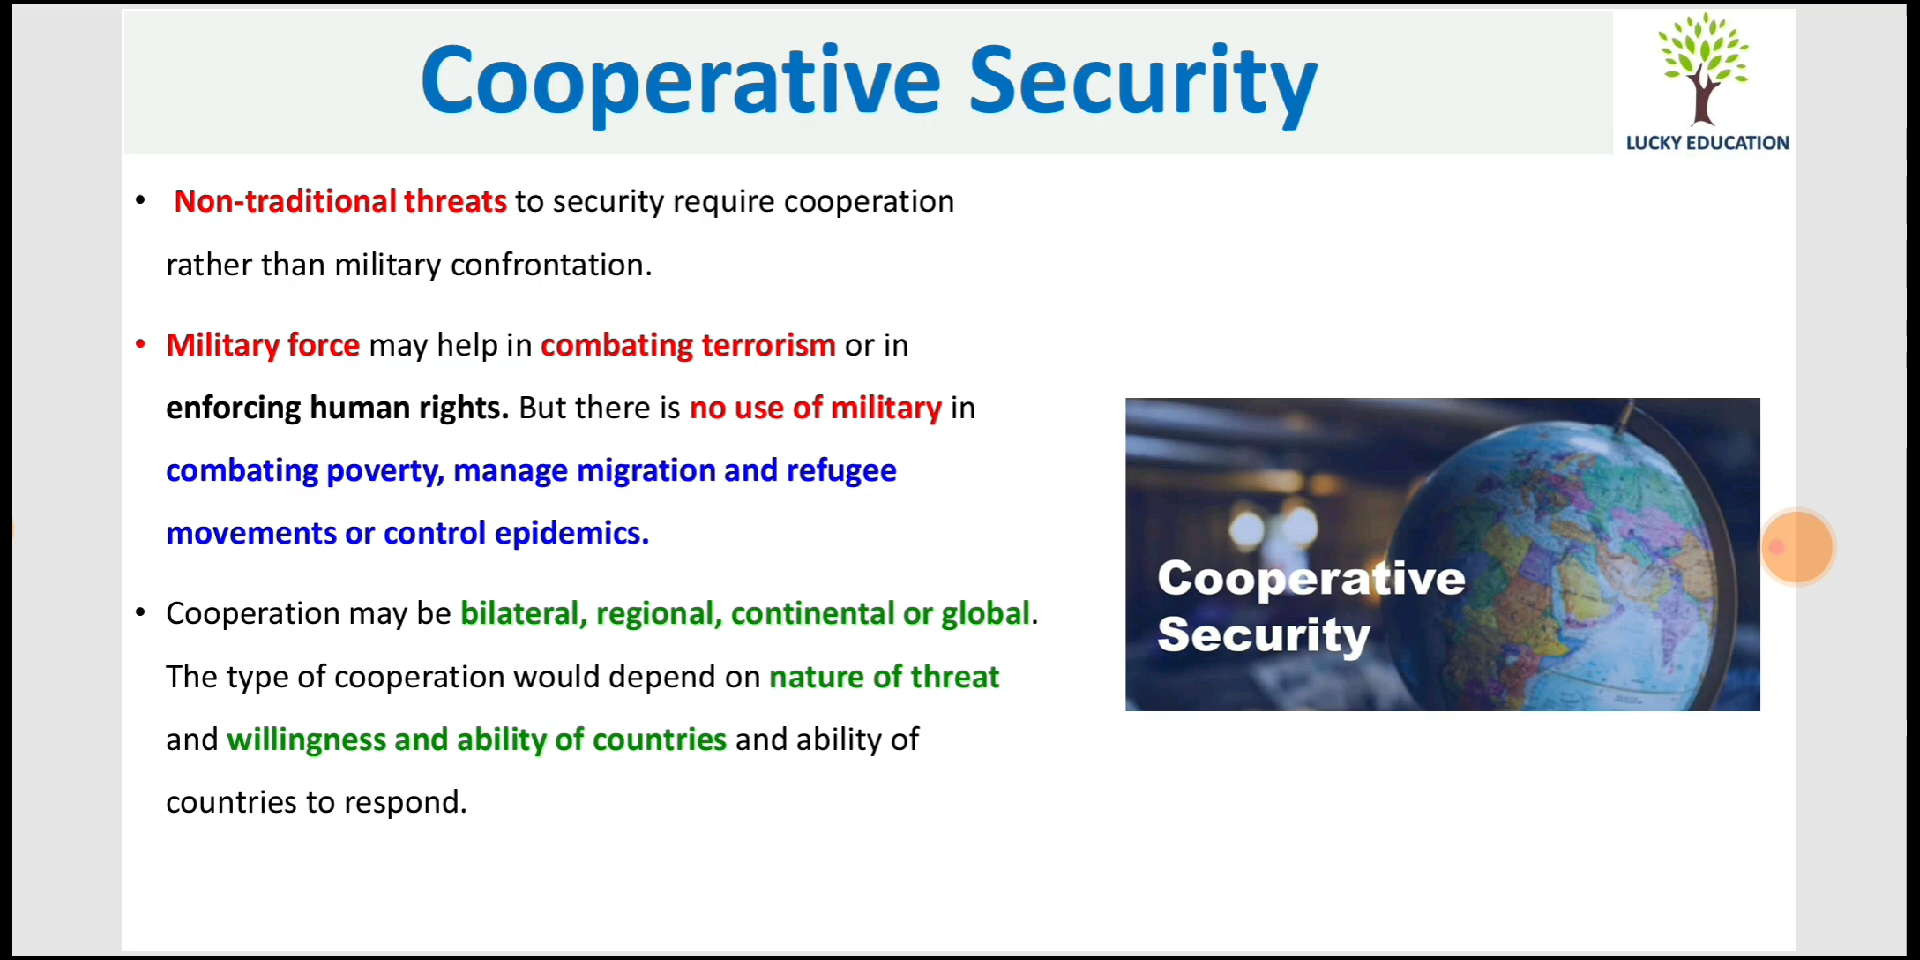 Cooperative Security
LUCKY EDUCATION
• Non-traditional threats to security require cooperation
rather than military confrontation.
• Military force may help in combating terrorism or in
enforcing human rights. But there is no use of military in
combating poverty, manage migration and refugee
movements or control epidemics.
• Cooperation may be bilateral, regional, continental or global.
The type of cooperation would depend on nature of threat
and willingness and ability of countries and ability of
countries to respond.
Cooperative
Security